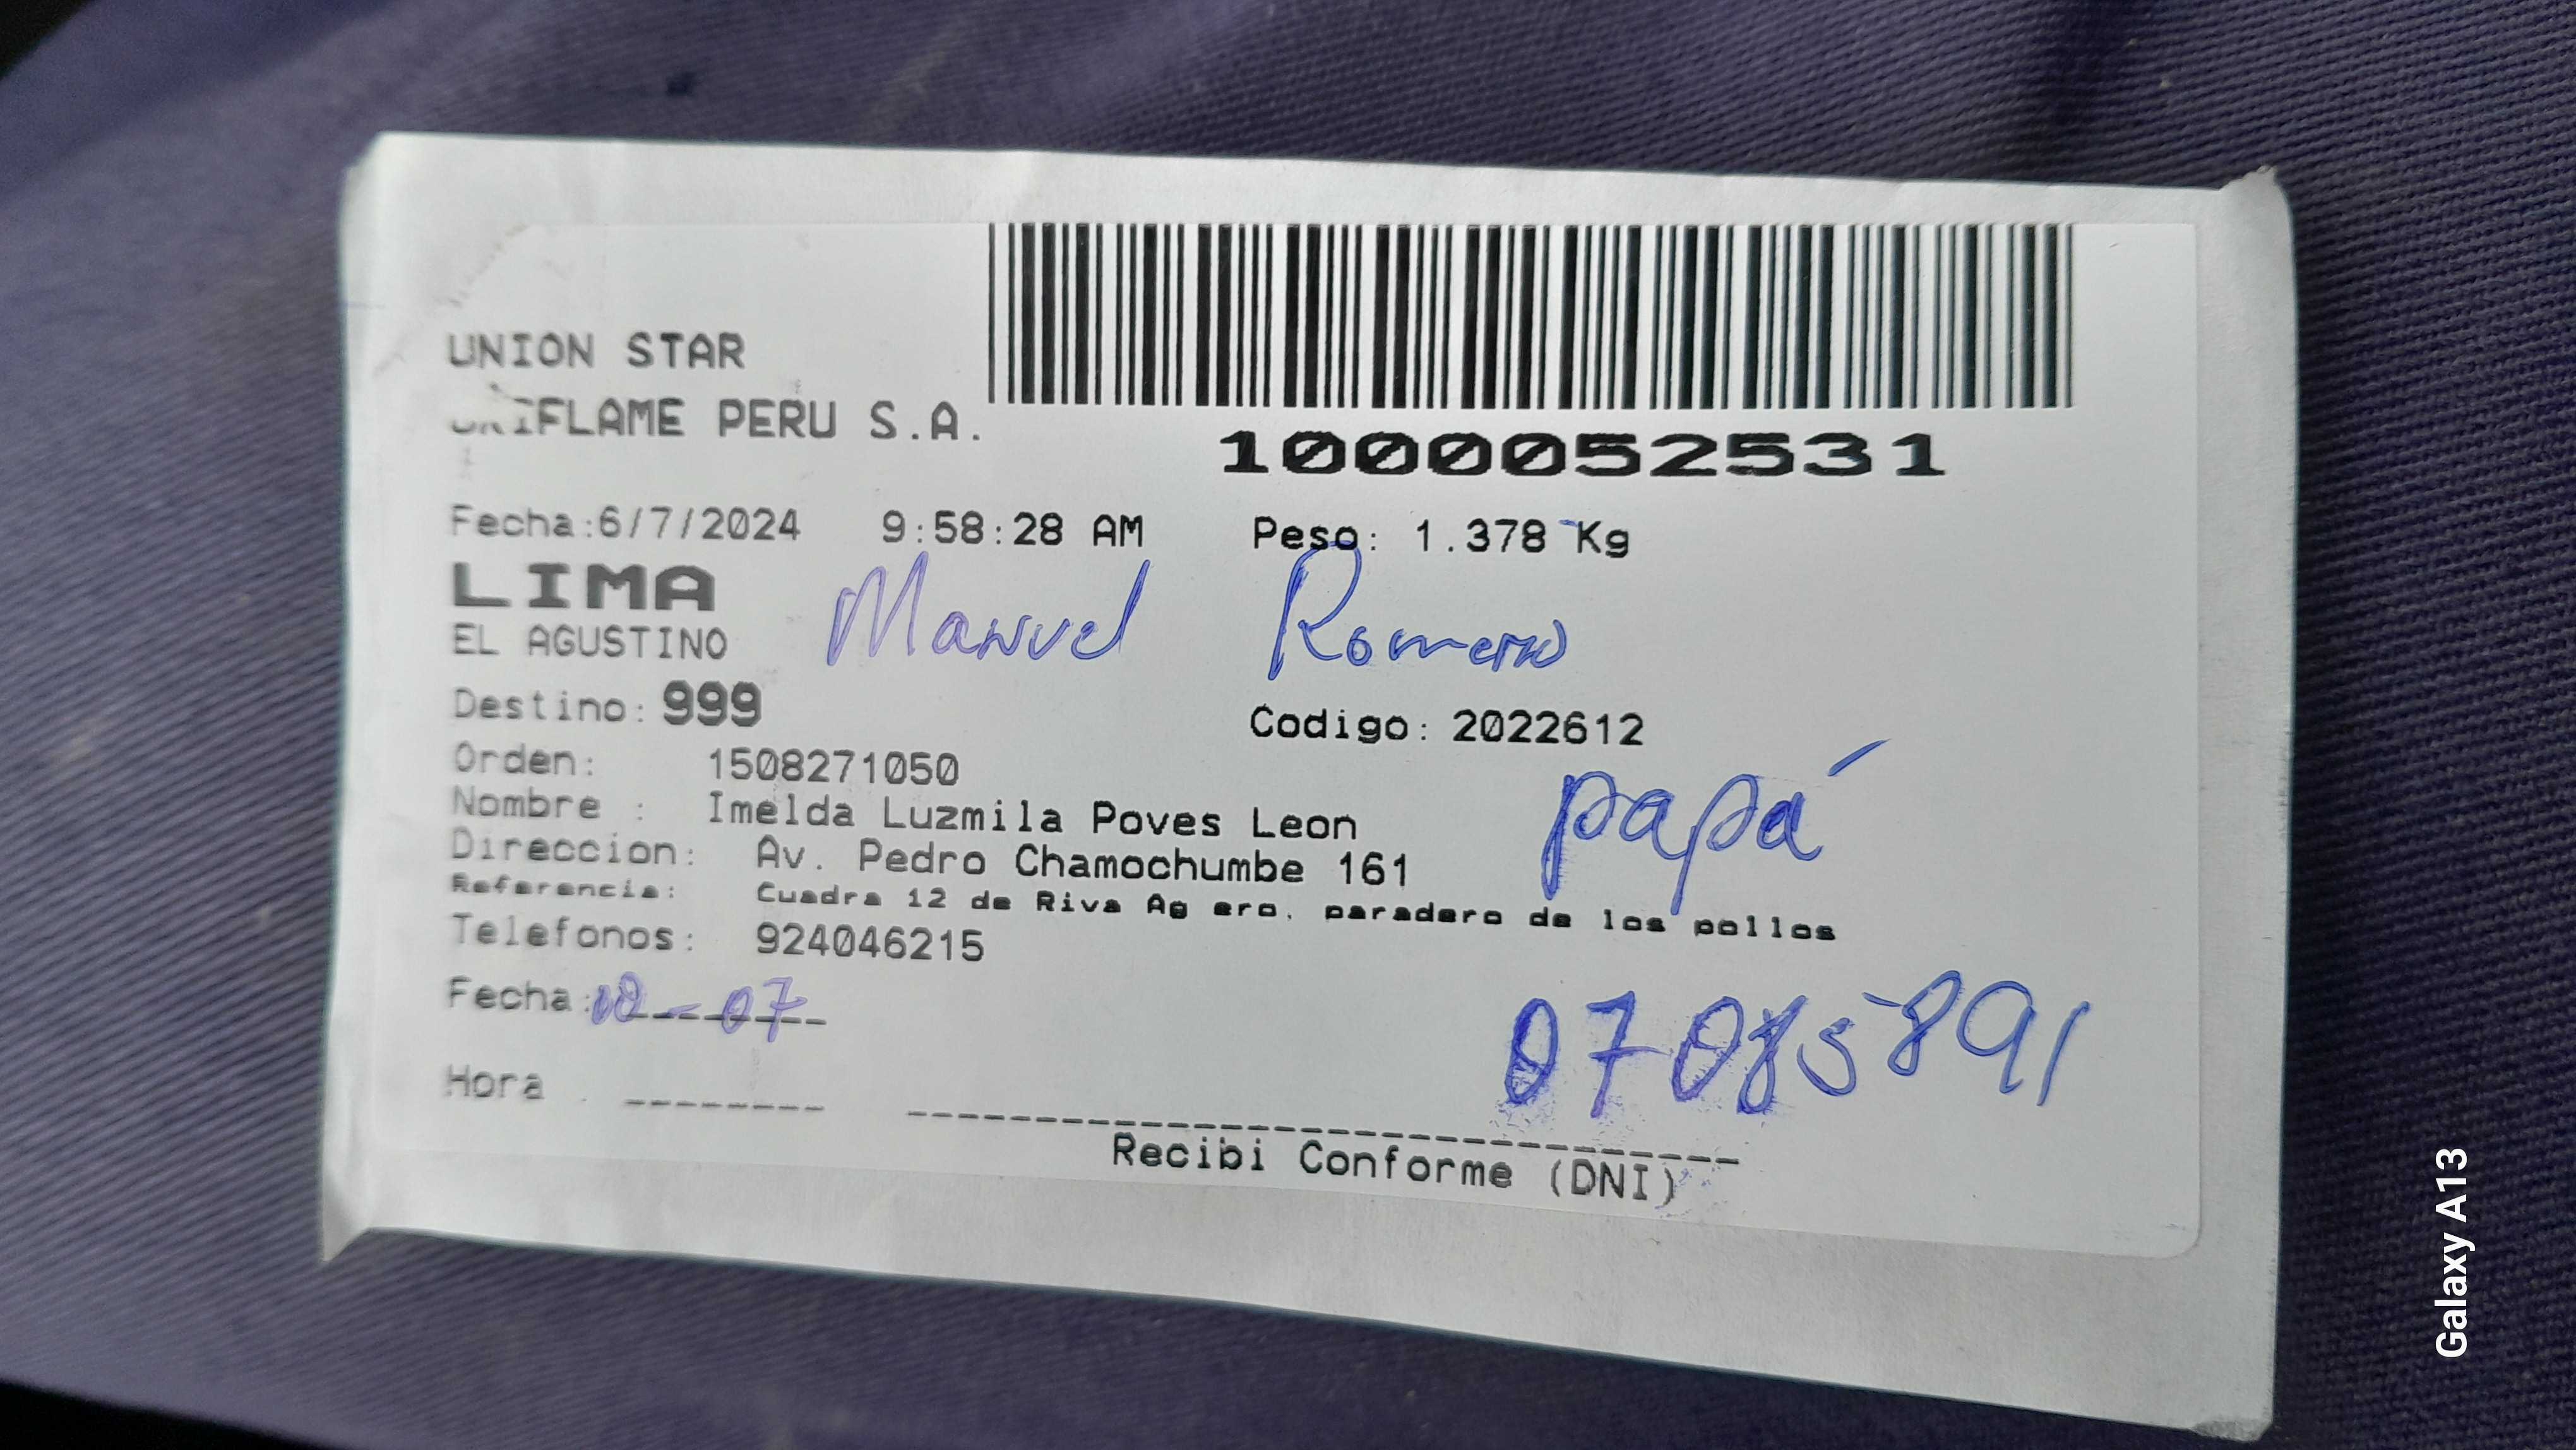 UNION STAR
ORIFLAME PERU S.A.
1000052531
Fecha:6/7/2024 9:58:28 AM Peso: 1.378 Kg
LIMA
EL AGUSTINO
Manuel Romero
Destino: 999
Codigo: 2022612
Orden: 1508271050
Nombre : Imelda Luzmila Poves Leon
papá
Direccion: Av. Pedro Chamochumbe 161
Referencia: Cuadra 12 de Riva Ag ero, paradero de los pollos
Telefonos: 924046215
Fecha: -07
07085891
Hora
Recibi Conforme (DNI)
Galaxy A13